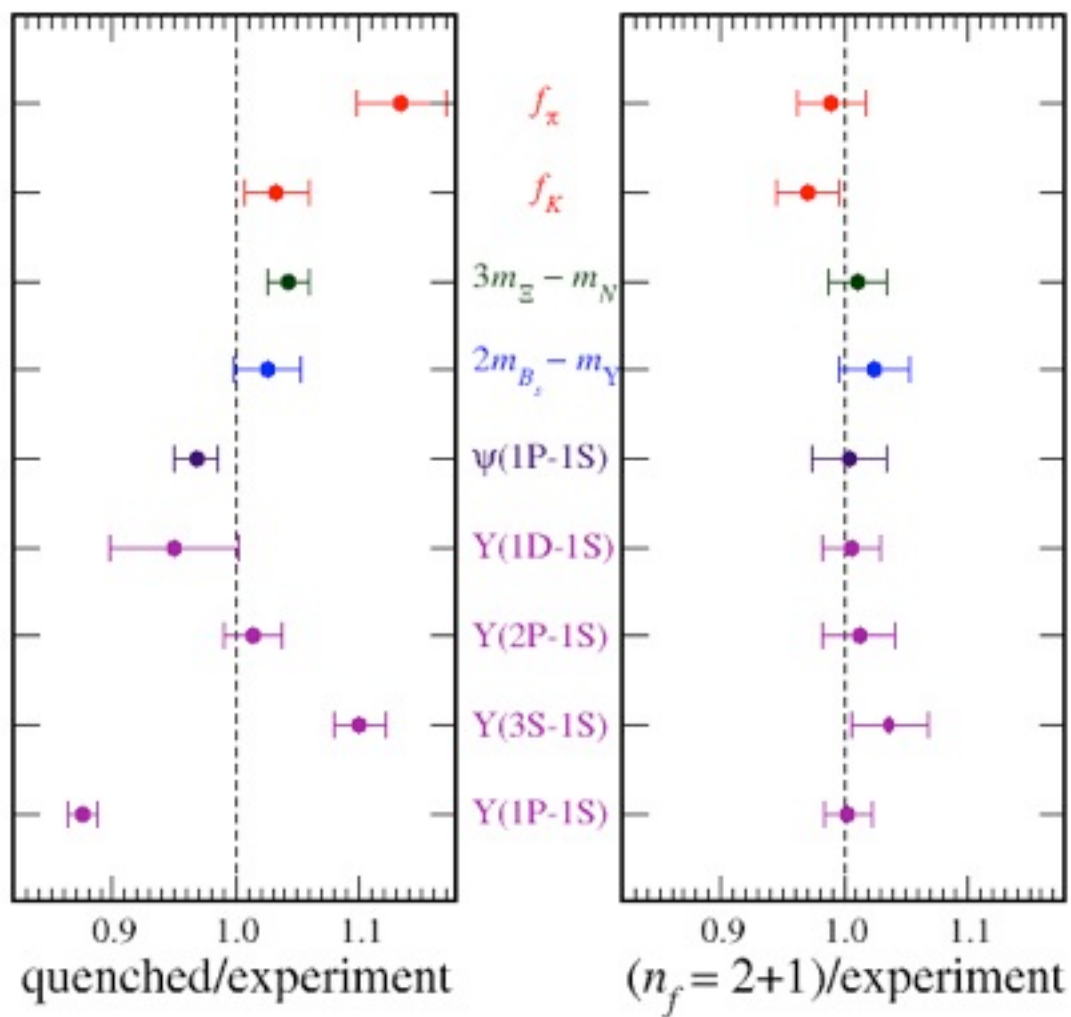 f_π
f_K
3m_Ξ − m_N
2m_{B_s} − m_Υ
ψ(1P-1S)
Υ(1D-1S)
Υ(2P-1S)
Υ(3S-1S)
Υ(1P-1S)
0.9 1.0 1.1
quenched/experiment
0.9 1.0 1.1
(n_f = 2+1)/experiment